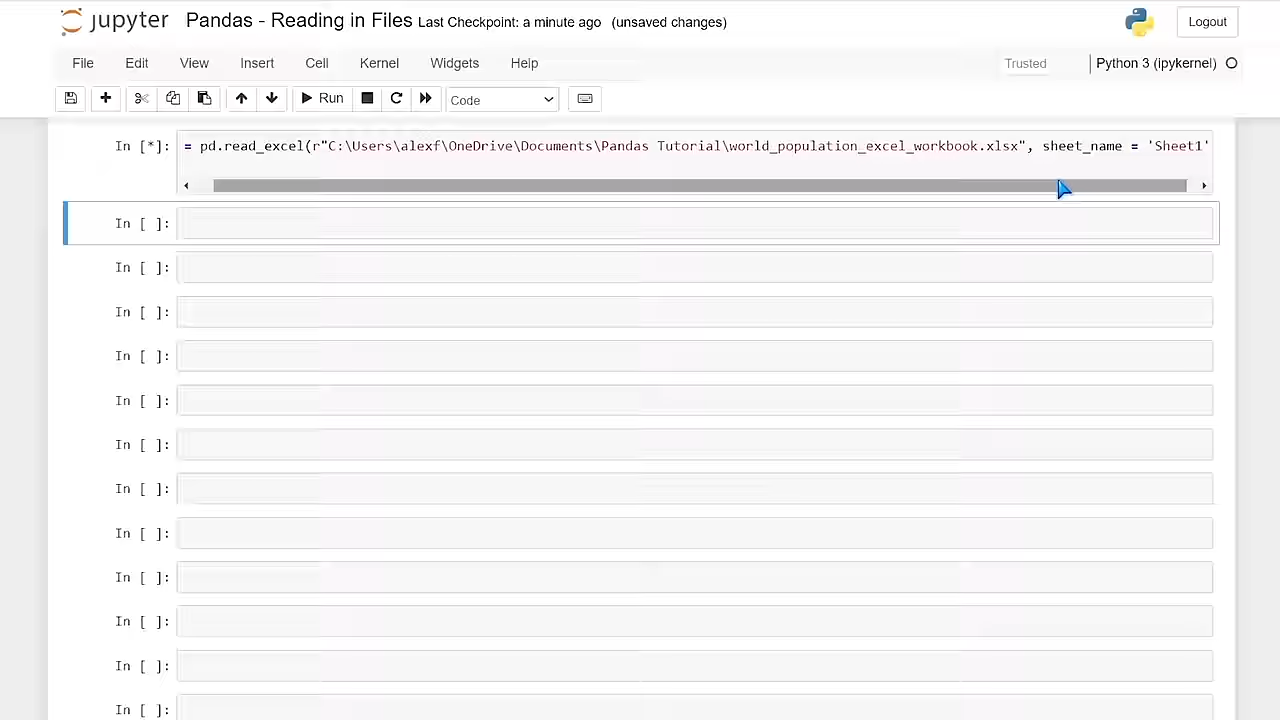 jupyter Pandas - Reading in Files Last Checkpoint: a minute ago (unsaved changes) Logout
File Edit View Insert Cell Kernel Widgets Help Trusted Python 3 (ipykernel)
Run Code
In [*]: = pd.read_excel(r"C:\Users\alexf\OneDrive\Documents\Pandas Tutorial\world_population_excel_workbook.xlsx", sheet_name = 'Sheet1'
In [ ]:
In [ ]:
In [ ]:
In [ ]:
In [ ]:
In [ ]:
In [ ]:
In [ ]:
In [ ]:
In [ ]:
In [ ]:
In [ ]: